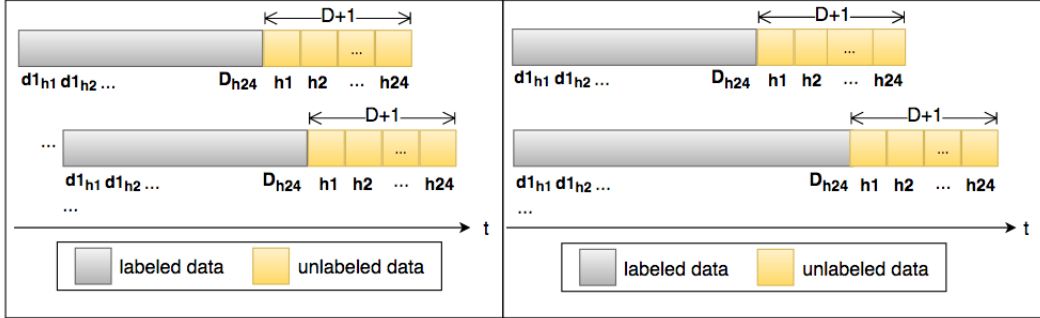 D+1
...
d1h1 d1h2 ... Dh24 h1 h2 ... h24
D+1
...
...
d1h1 d1h2 ... Dh24 h1 h2 ... h24
...
t
labeled data unlabeled data
D+1
...
d1h1 d1h2 ... Dh24 h1 h2 ... h24
D+1
...
d1h1 d1h2 ... Dh24 h1 h2 ... h24
...
t
labeled data unlabeled data